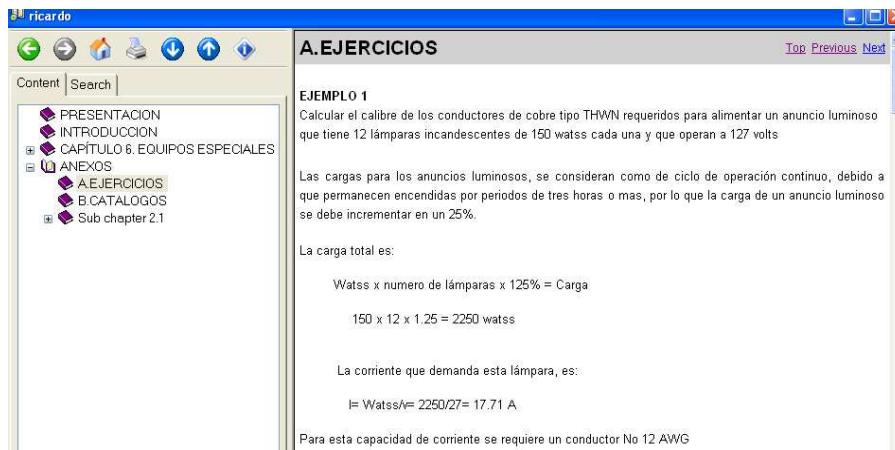 ricardo
Content
Search
PRESENTACION
INTRODUCCION
CAPÍTULO 6. EQUIPOS ESPECIALES
ANEXOS
A.EJERCICIOS
B.CATALOGOS
Sub chapter 2.1
A.EJERCICIOS
Top Previous Next
EJEMPLO 1
Calcular el calibre de los conductores de cobre tipo THWN requeridos para alimentar un anuncio luminoso
que tiene 12 lámparas incandescentes de 150 watss cada una y que operan a 127 volts
Las cargas para los anuncios luminosos, se consideran como de ciclo de operación continuo, debido a
que permanecen encendidas por periodos de tres horas o mas, por lo que la carga de un anuncio luminoso
se debe incrementar en un 25%.
La carga total es:
Watss x numero de lámparas x 125% = Carga
150 x 12 x 1.25 = 2250 watss
La corriente que demanda esta lámpara, es:
I= Watss/v= 2250/27= 17.71 A
Para esta capacidad de corriente se requiere un conductor No 12 AWG